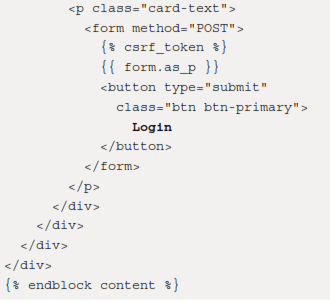 <p class="card-text">
          <form method="POST">
            {% csrf_token %}
            {{ form.as_p }}
            <button type="submit"
              class="btn btn-primary">
                Login
            </button>
          </form>
        </p>
      </div>
    </div>
  </div>
</div>
{% endblock content %}